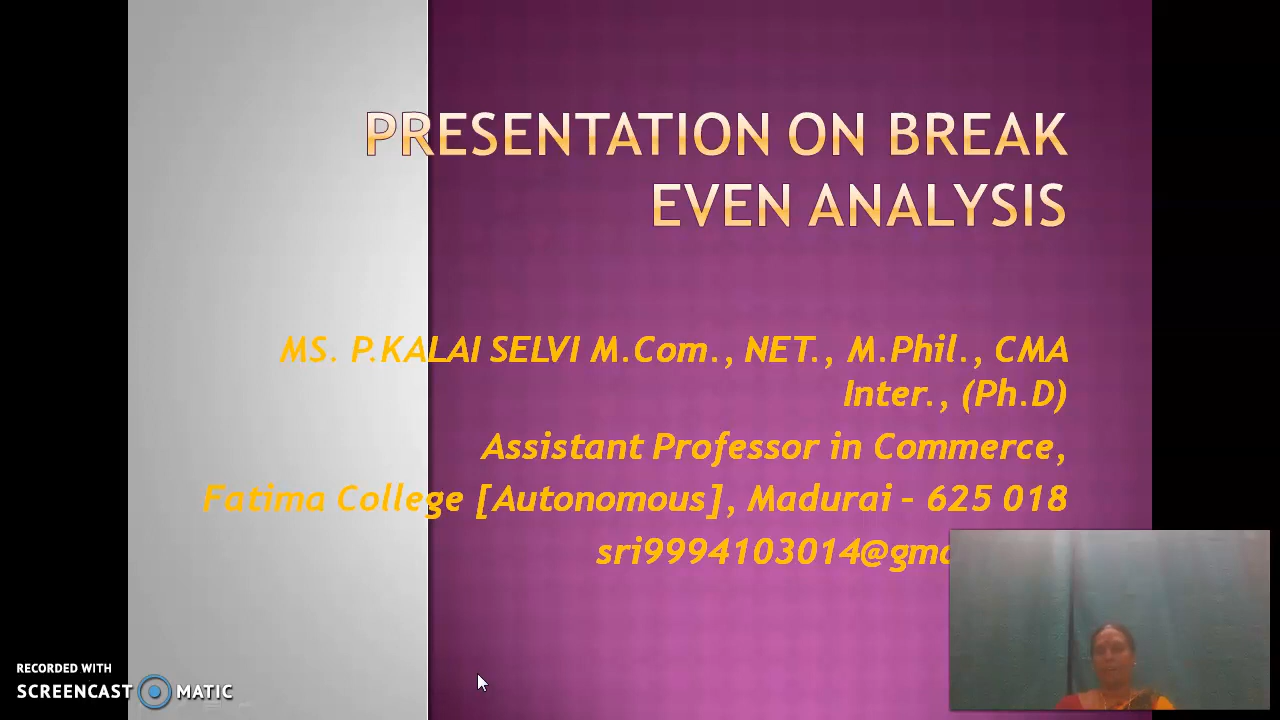 PRESENTATION ON BREAK
EVEN ANALYSIS
MS. P.KALAI SELVI M.Com., NET., M.Phil., CMA
Inter., (Ph.D)
Assistant Professor in Commerce,
Fatima College [Autonomous], Madurai – 625 018
sri9994103014@gm
RECORDED WITH
SCREENCAST MATIC